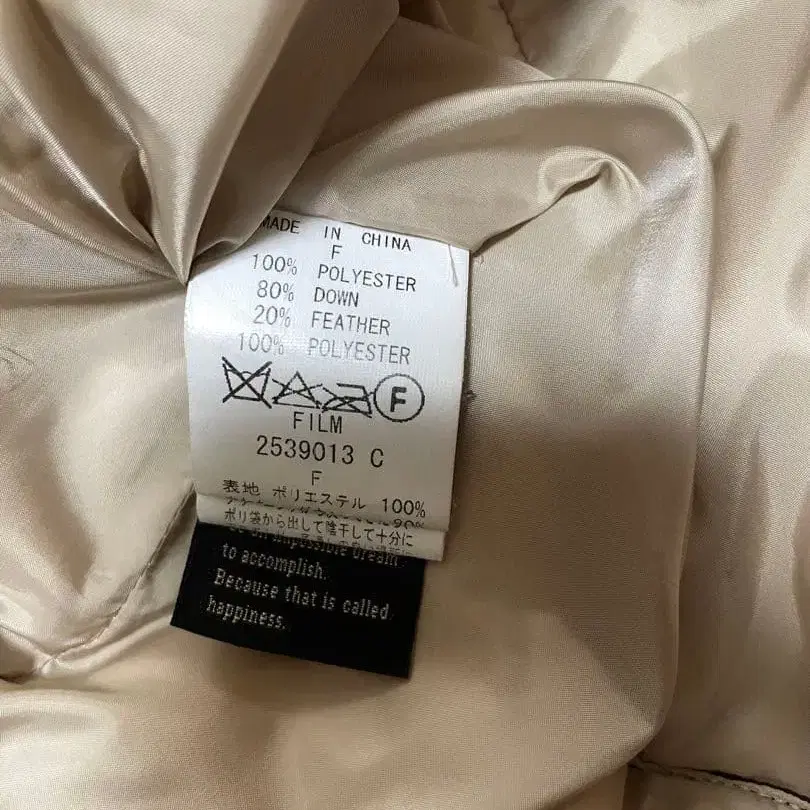 MADE IN CHINA
F
100% POLYESTER
80% DOWN
20% FEATHER
100% POLYESTER
F
FILM
2539013 C
F
表地 ポリエステル 100%
ポリ袋から出して陰干して十分に
impossible dream
to accomplish.
Because that is called
happiness.